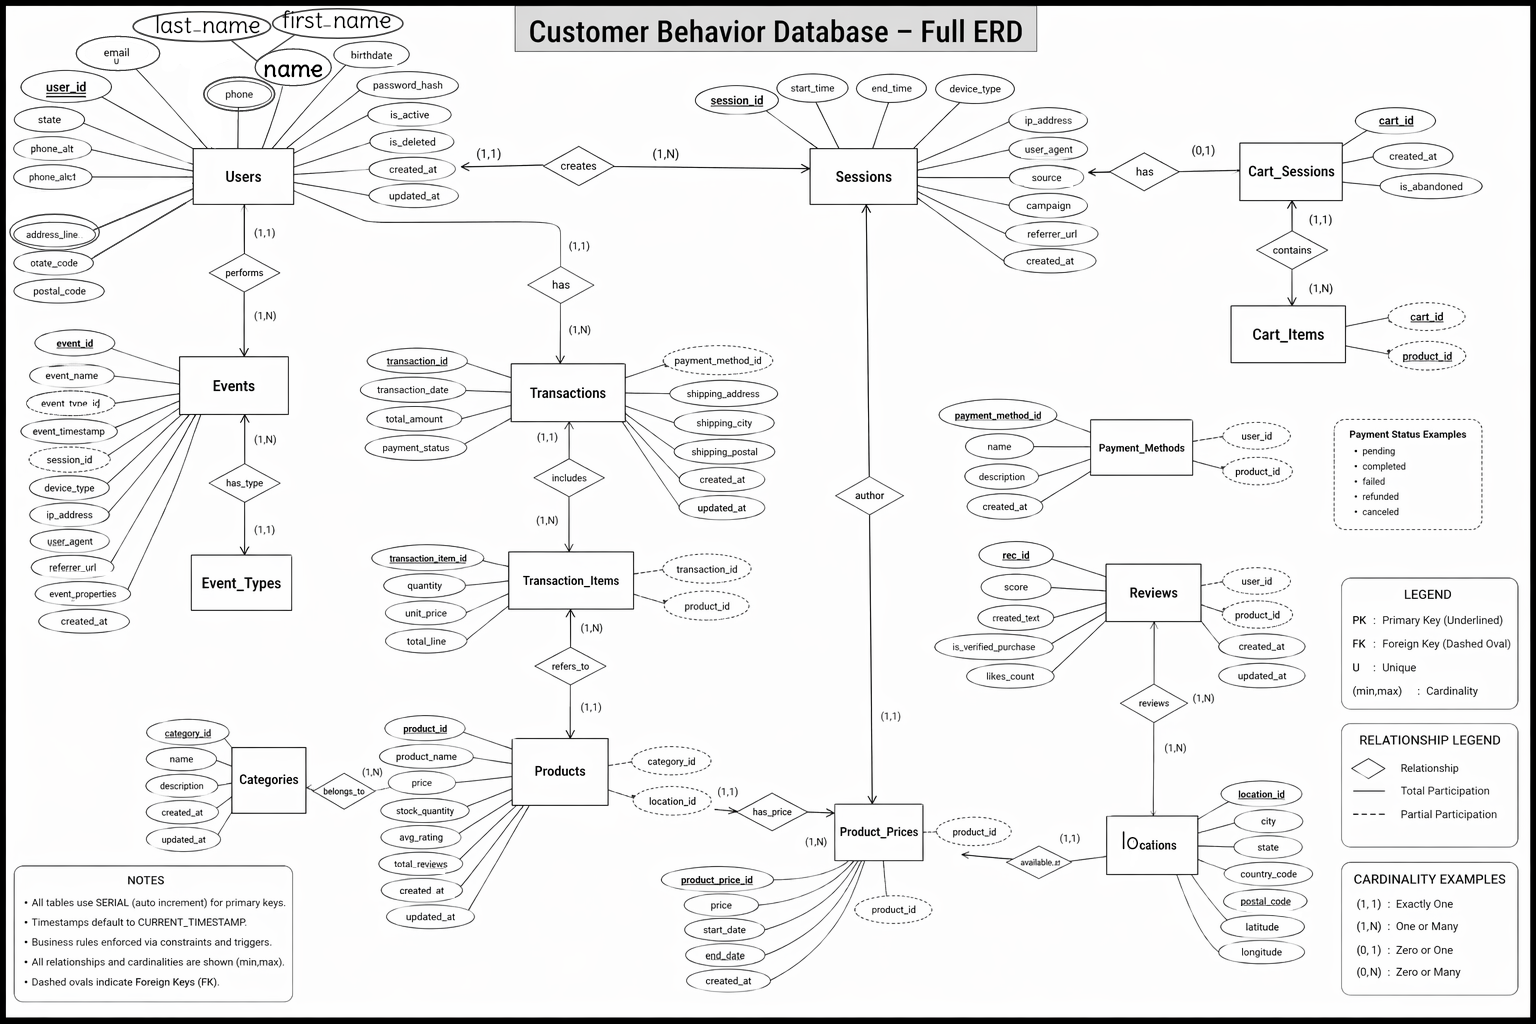 Customer Behavior Database – Full ERD
last_name
first_name
email
U
name
birthdate
user_id
phone
password_hash
state
is_active
phone_alt
is_deleted
phone_alc1
created_at
updated_at
address_line
otate_code
postal_code
Users
(1,1)
creates
(1,N)
session_id
start_time
end_time
device_type
Sessions
ip_address
user_agent
source
campaign
referrer_url
created_at
has
(0,1)
Cart_Sessions
cart_id
created_at
is_abandoned
(1,1)
contains
(1,N)
Cart_Items
cart_id
product_id
(1,1)
performs
(1,N)
(1,1)
has
(1,N)
event_id
event_name
event_type_id
event_timestamp
session_id
device_type
ip_address
user_agent
referrer_url
event_properties
created_at
Events
(1,N)
has_type
(1,1)
Event_Types
transaction_id
transaction_date
total_amount
payment_status
Transactions
payment_method_id
shipping_address
shipping_city
shipping_postal
created_at
updated_at
(1,1)
includes
(1,N)
transaction_item_id
quantity
unit_price
total_line
Transaction_Items
transaction_id
product_id
(1,N)
refers_to
(1,1)
author
(1,1)
payment_method_id
name
description
created_at
Payment_Methods
user_id
product_id
Payment Status Examples
• pending
• completed
• failed
• refunded
• canceled
rec_id
score
created_text
is_verified_purchase
likes_count
Reviews
user_id
product_id
created_at
updated_at
reviews
(1,N)
(1,N)
LEGEND
PK : Primary Key (Underlined)
FK : Foreign Key (Dashed Oval)
U : Unique
(min,max) : Cardinality
category_id
name
description
created_at
updated_at
Categories
belongs_to
(1,N)
product_id
product_name
price
stock_quantity
avg_rating
total_reviews
created at
updated_at
Products
category_id
location_id
(1,1)
has_price
(1,N)
Product_Prices
product_id
product_id
product_price_id
price
start_date
end_date
created_at
available_at
(1,1)
locations
location_id
city
state
country_code
postal_code
latitude
longitude
RELATIONSHIP LEGEND
Relationship
Total Participation
Partial Participation
NOTES
• All tables use SERIAL (auto increment) for primary keys.
• Timestamps default to CURRENT_TIMESTAMP.
• Business rules enforced via constraints and triggers.
• All relationships and cardinalities are shown (min,max).
• Dashed ovals indicate Foreign Keys (FK).
CARDINALITY EXAMPLES
(1, 1) : Exactly One
(1,N) : One or Many
(0, 1) : Zero or One
(0,N) : Zero or Many